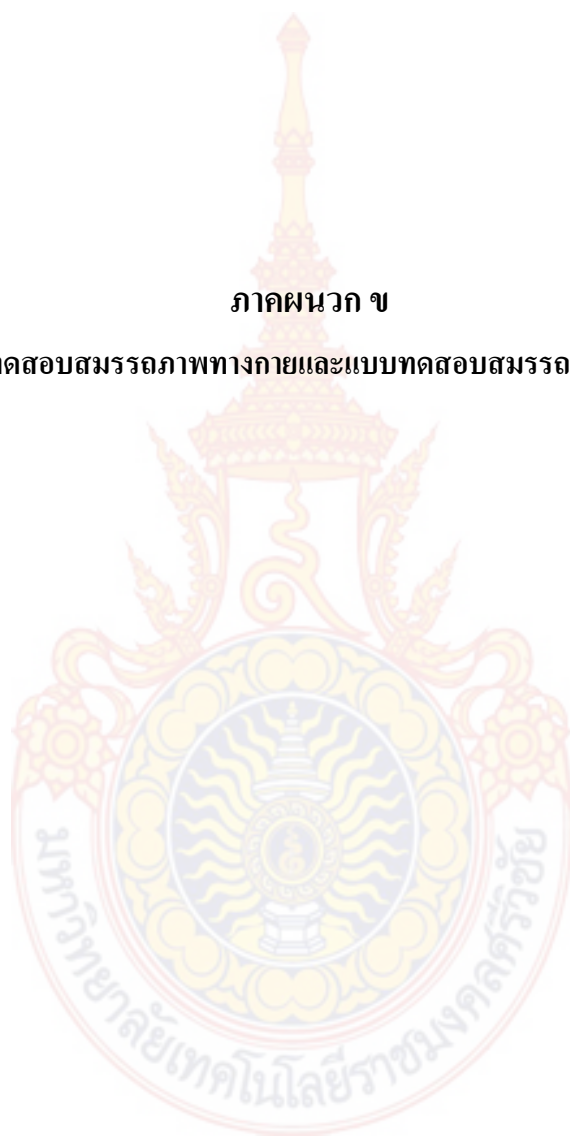 ภาคผนวก ข
ทดสอบสมรรถภาพทางกายและแบบทดสอบสมรรถ
มหาวิทยาลัยเทคโนโลยีราชมงคลศรีวิชัย